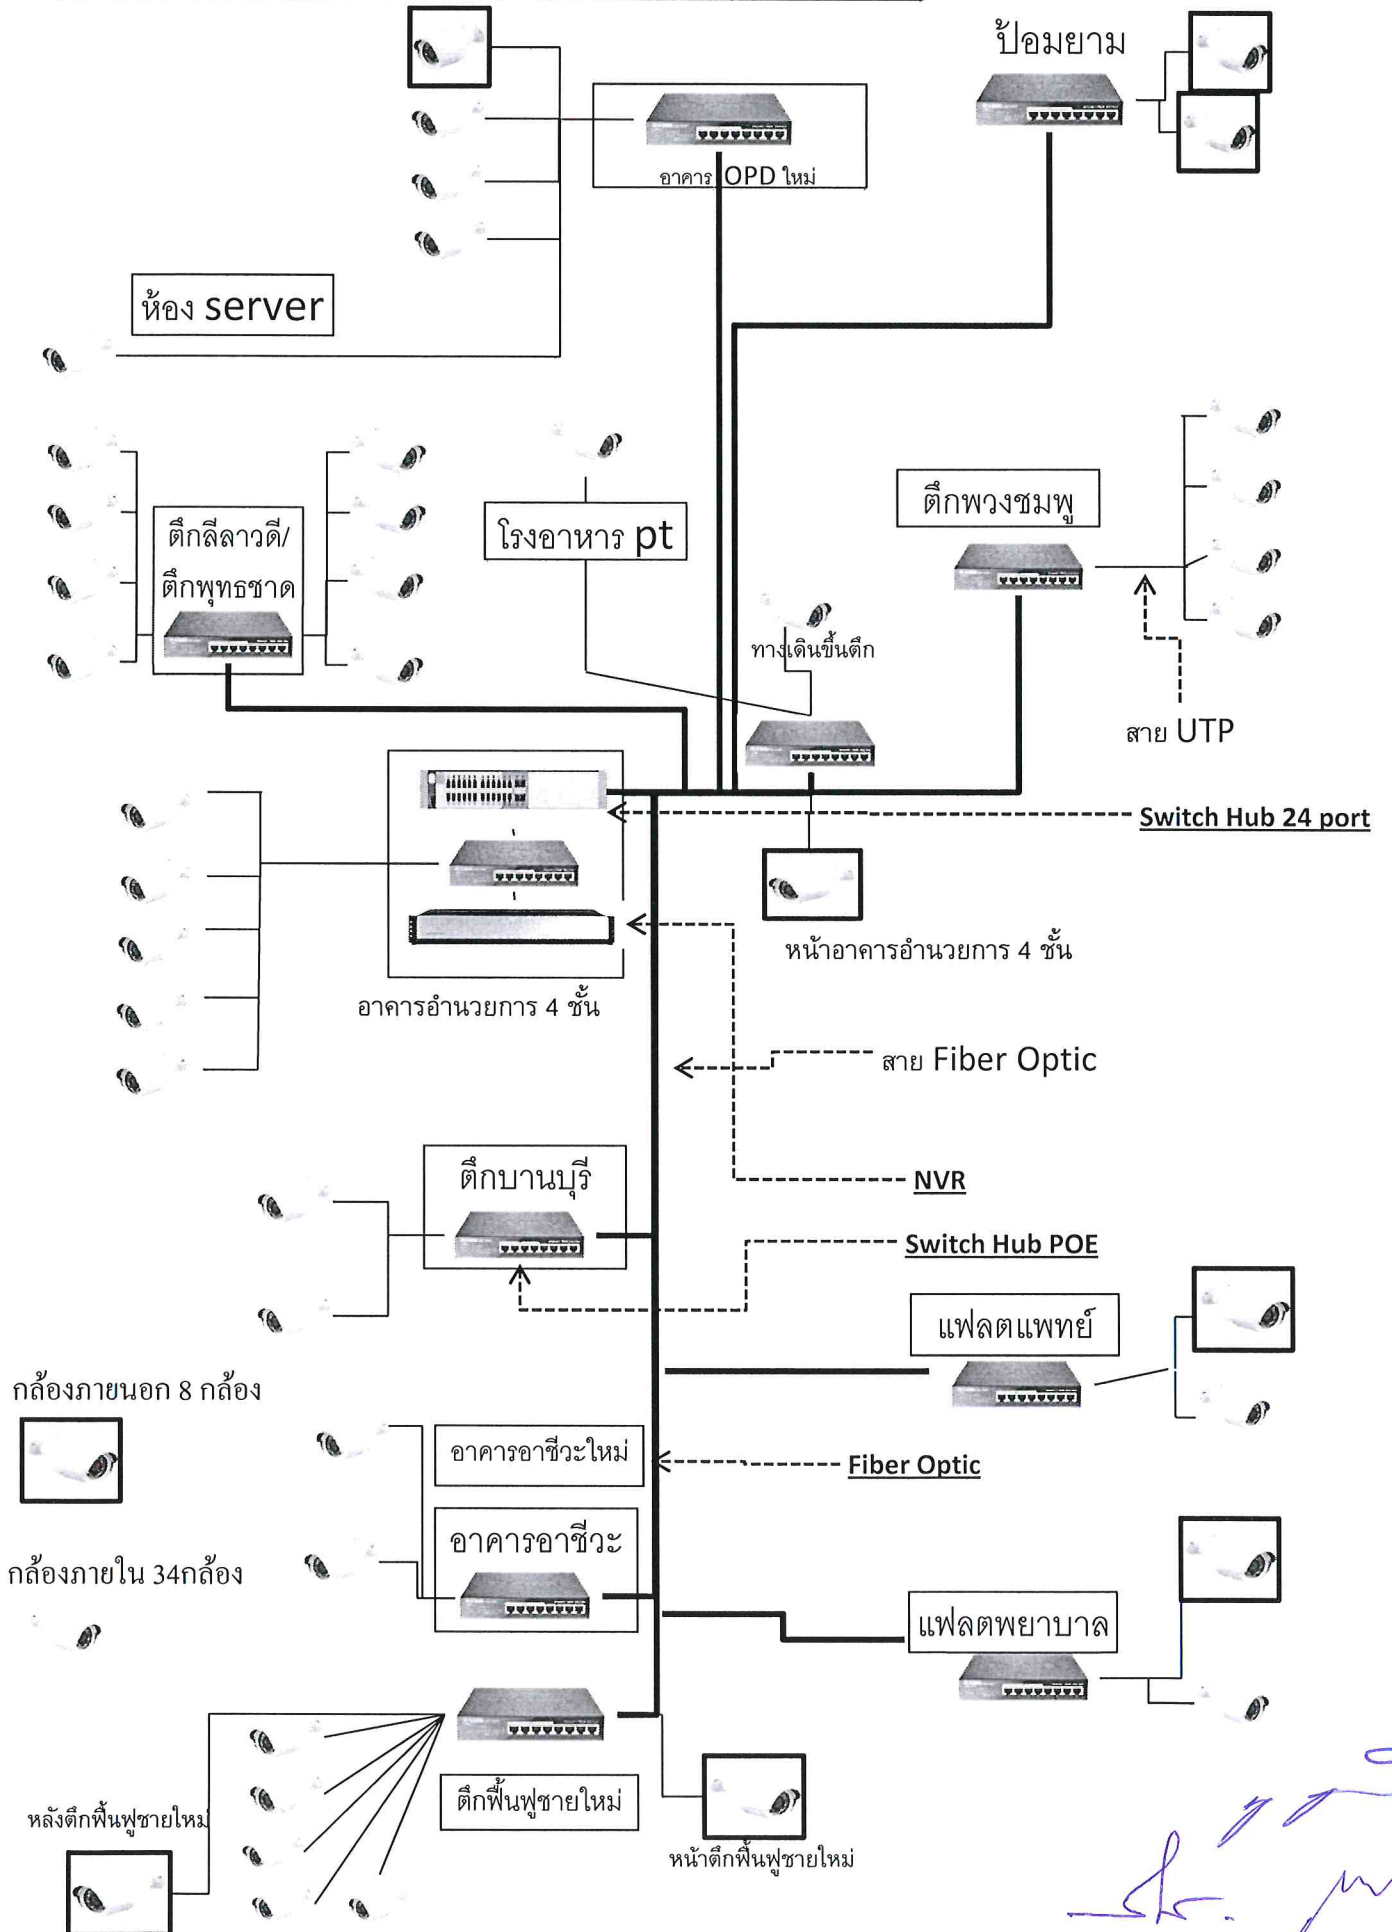 ป้อมยาม
อาคาร OPD ใหม่
ห้อง server
ตึกลีลาวดี/
ตึกพุทธชาด
โรงอาหาร pt
ตึกพวงชมพู
ทางเดินขึ้นตึก
สาย UTP
Switch Hub 24 port
หน้าอาคารอำนวยการ 4 ชั้น
อาคารอำนวยการ 4 ชั้น
สาย Fiber Optic
ตึกบานบุรี
NVR
Switch Hub POE
แฟลตแพทย์
กล้องภายนอก 8 กล้อง
อาคารอาชีวะใหม่
Fiber Optic
อาคารอาชีวะ
กล้องภายใน 34กล้อง
แฟลตพยาบาล
ตึกฟื้นฟูชายใหม่
หลังตึกฟื้นฟูชายใหม่
หน้าตึกฟื้นฟูชายใหม่